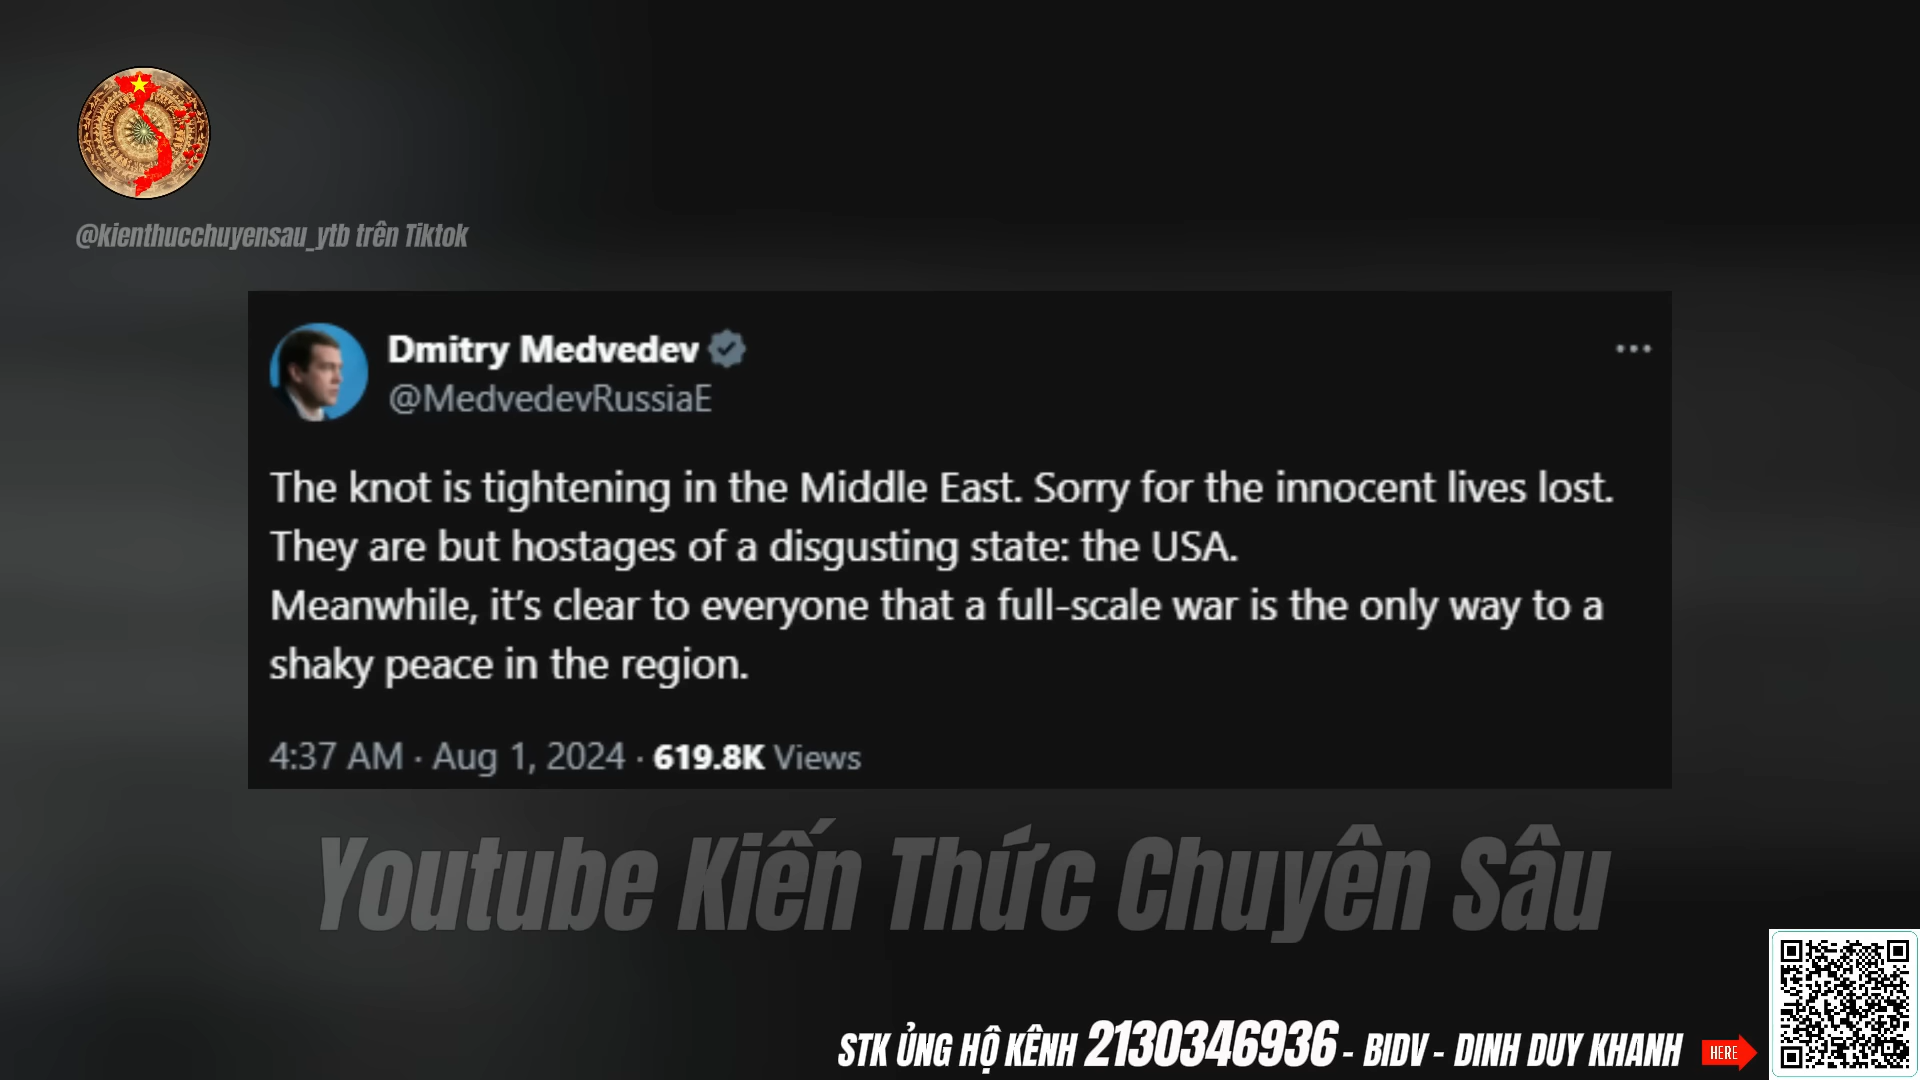 @kienthucchuyensau_ytb trên Tiktok
Dmitry Medvedev
@MedvedevRussiaE
The knot is tightening in the Middle East. Sorry for the innocent lives lost.
They are but hostages of a disgusting state: the USA.
Meanwhile, it's clear to everyone that a full-scale war is the only way to a
shaky peace in the region.
4:37 AM · Aug 1, 2024 · 619.8K Views
Youtube Kiến Thức Chuyên Sâu
STK ỦNG HỘ KÊNH 2130346936 - BIDV - DINH DUY KHANH
HERE